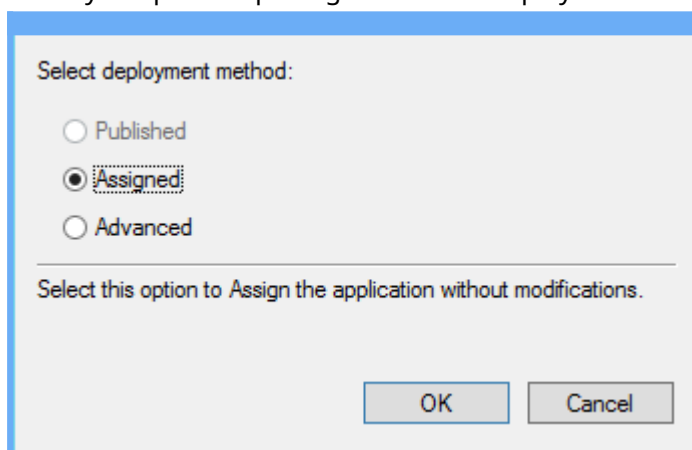 Select deployment method:
Published
Assigned
Advanced
Select this option to Assign the application without modifications.
OK
Cancel